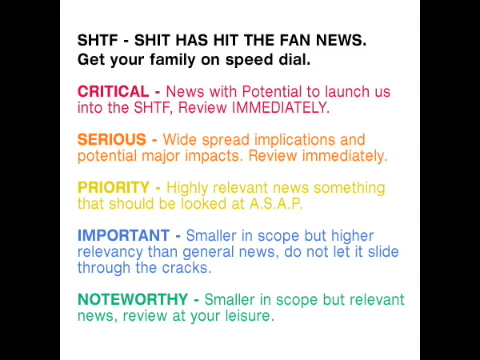 SHTF - SHIT HAS HIT THE FAN NEWS.
Get your family on speed dial.
CRITICAL - News with Potential to launch us
into the SHTF, Review IMMEDIATELY.
SERIOUS - Wide spread implications and
potential major impacts. Review immediately.
PRIORITY - Highly relevant news something
that should be looked at A.S.A.P.
IMPORTANT - Smaller in scope but higher
relevancy than general news, do not let it slide
through the cracks.
NOTEWORTHY - Smaller in scope but relevant
news, review at your leisure.